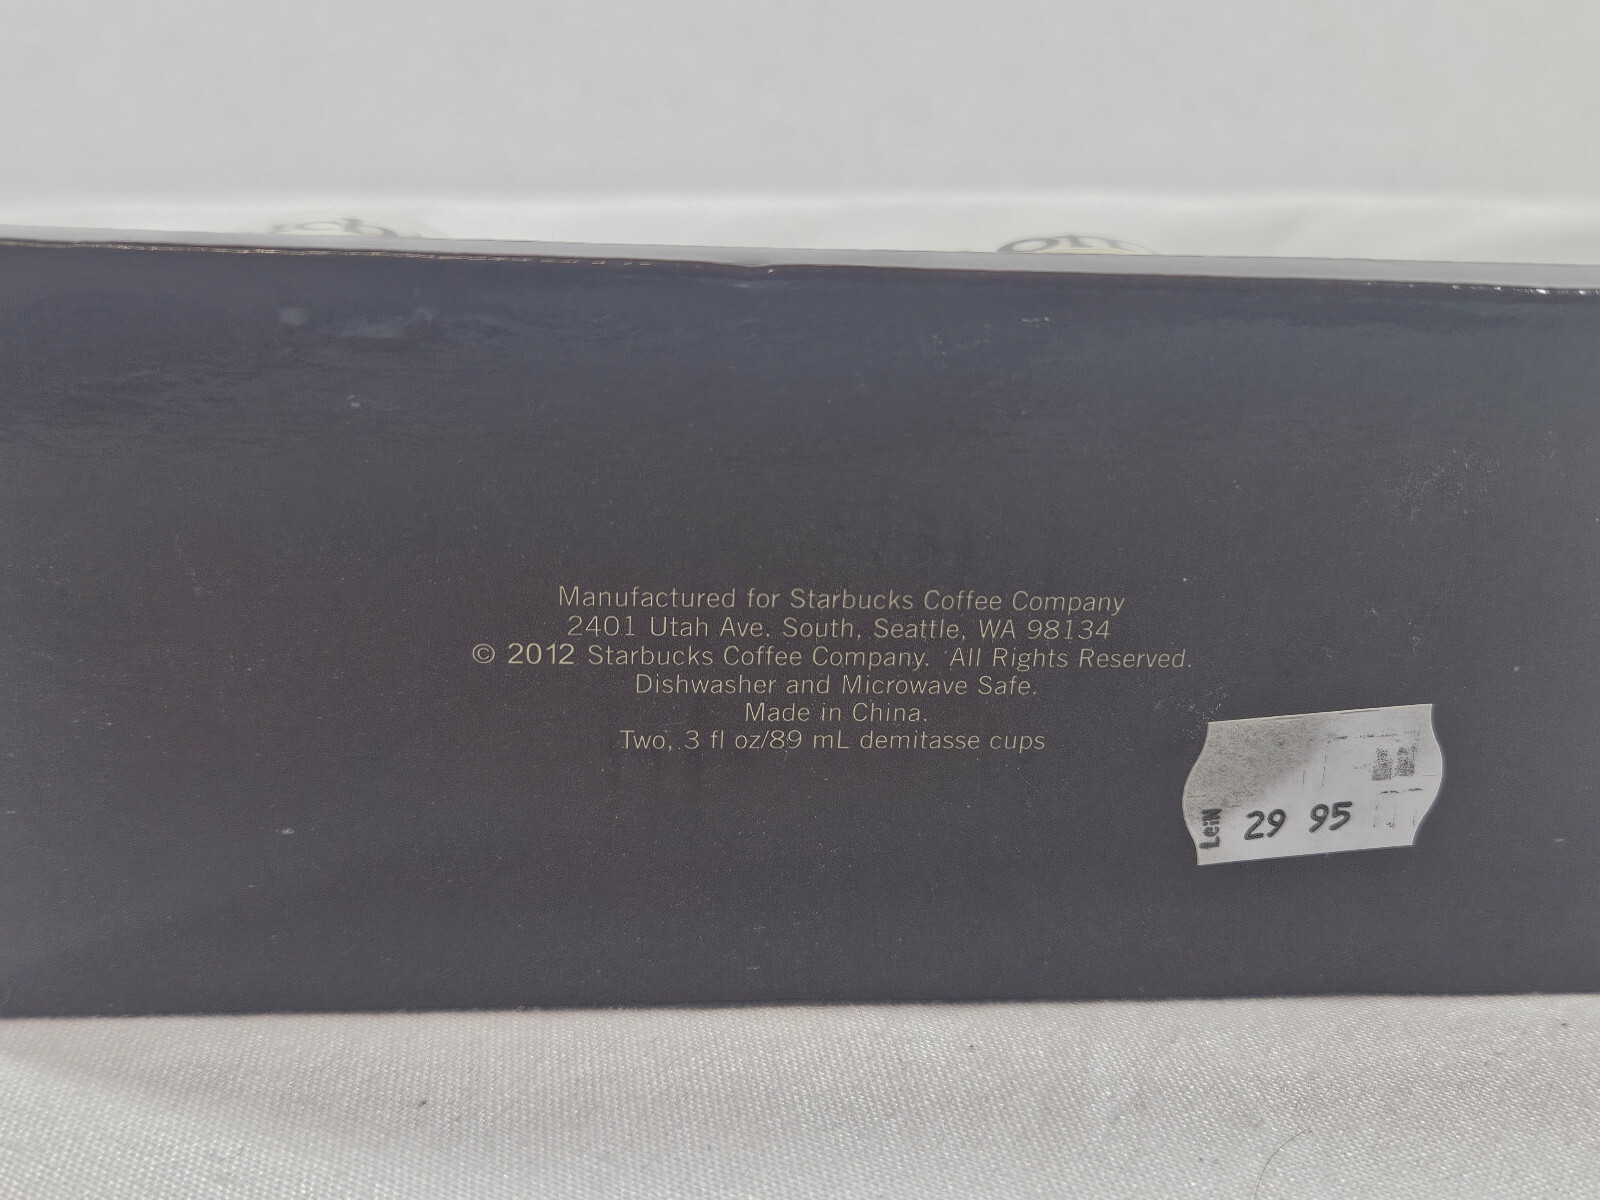 Manufactured for Starbucks Coffee Company
2401 Utah Ave. South, Seattle, WA 98134
© 2012 Starbucks Coffee Company. All Rights Reserved.
Dishwasher and Microwave Safe.
Made in China.
Two, 3 fl oz/89 mL demitasse cups
LeiN
29 95